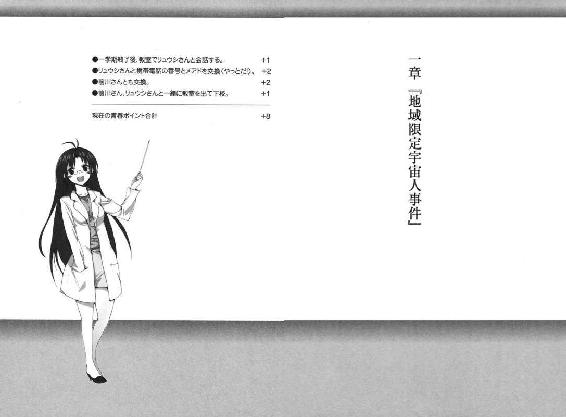 一章『地域限定宇宙人事件』
●一学期終了後、教室でリュウシさんと会話する。 +1
●リュウシさんと携帯電話の番号とメアドを交換(やっとだ!)。 +2
●前川さんとも交換。 +2
●前川さん、リュウシさんと一緒に教室を出て下校。 +1
現在の青春ポイント合計 +8